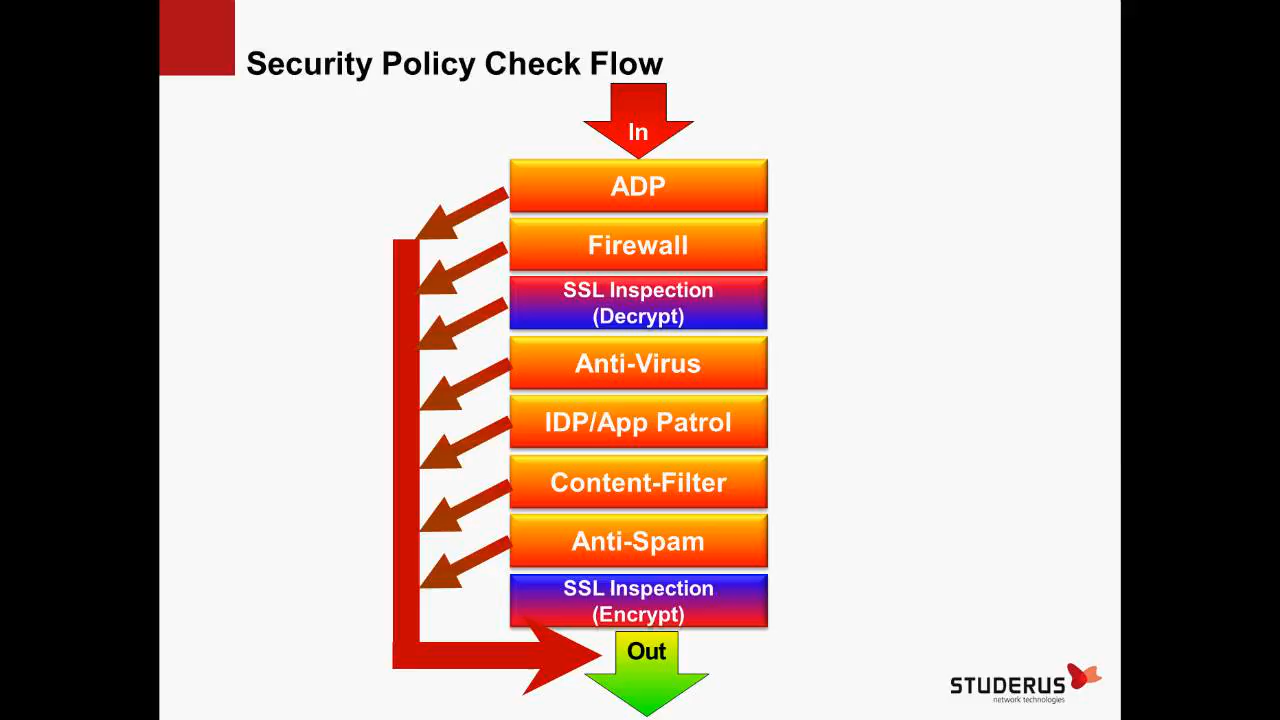 Security Policy Check Flow
In
ADP
Firewall
SSL Inspection
(Decrypt)
Anti-Virus
IDP/App Patrol
Content-Filter
Anti-Spam
SSL Inspection
(Encrypt)
Out
STUDERUS
network technologies